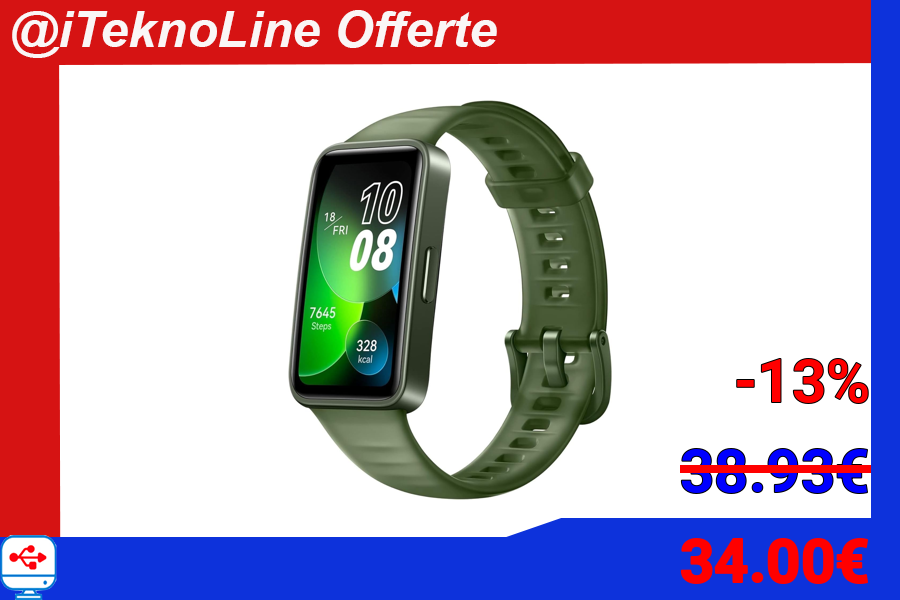 @iTeknoLine Offerte
10
18/
FRI
08
7645
Steps
328
kcal
-13%
38.93€
34.00€